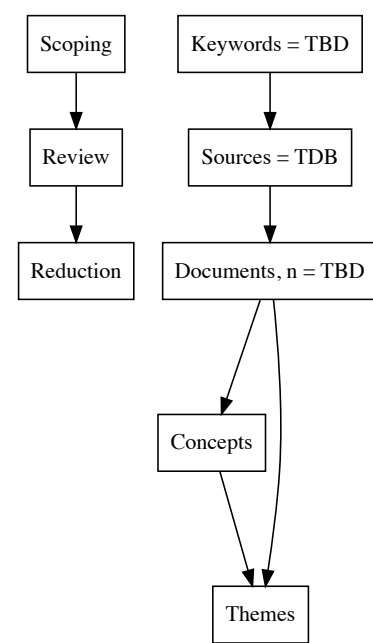 Scoping
Keywords = TBD
Review
Sources = TDB
Reduction
Documents, n = TBD
Concepts
Themes